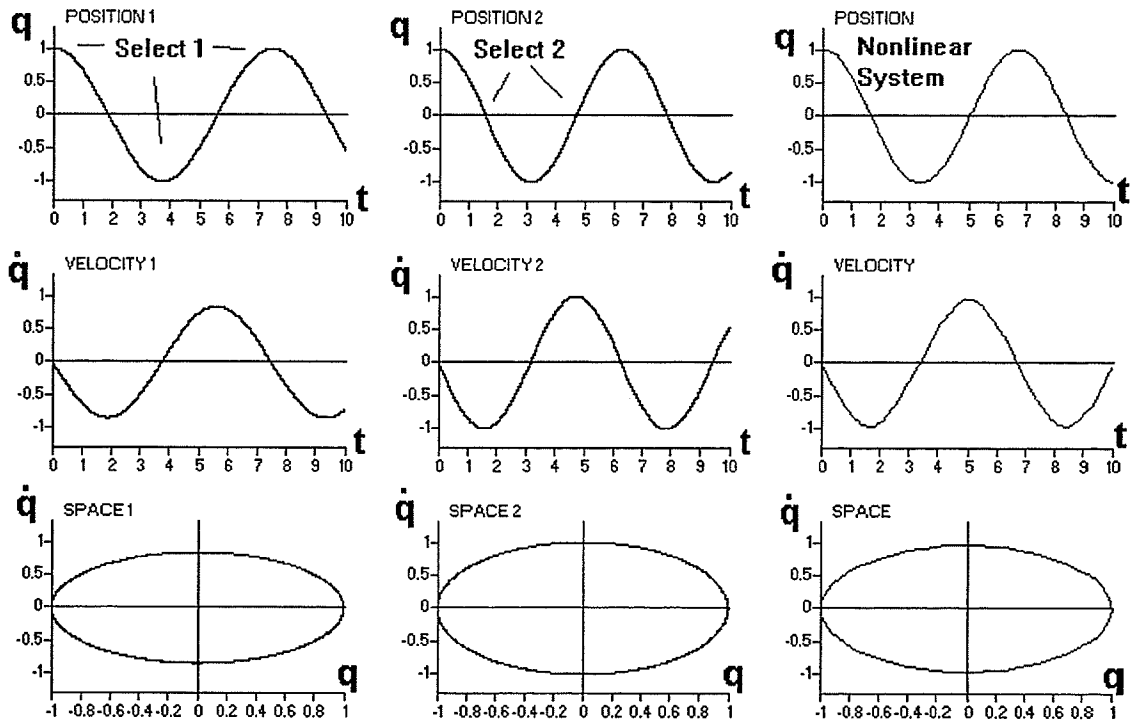 q
POSITION 1
Select 1
1
0.5
0
-0.5
-1
0 1 2 3 4 5 6 7 8 9 10
t
q
POSITION 2
Select 2
1
0.5
0
-0.5
-1
0 1 2 3 4 5 6 7 8 9 10
t
q
POSITION
Nonlinear
System
1
0.5
0
-0.5
-1
0 1 2 3 4 5 6 7 8 9 10
t
q̇
VELOCITY 1
1
0.5
0
-0.5
-1
0 1 2 3 4 5 6 7 8 9 10
t
q̇
VELOCITY 2
1
0.5
0
-0.5
-1
0 1 2 3 4 5 6 7 8 9 10
t
q̇
VELOCITY
1
0.5
0
-0.5
-1
0 1 2 3 4 5 6 7 8 9 10
t
q̇
SPACE 1
1
0.5
0
-0.5
-1
-1 -0.8 -0.6 -0.4 -0.2 0 0.2 0.4 0.6 0.8 1
q
q̇
SPACE 2
1
0.5
0
-0.5
-1
-1 -0.8 -0.6 -0.4 -0.2 0 0.2 0.4 0.6 0.8 1
q
q̇
SPACE
1
0.5
0
-0.5
-1
-1 -0.8 -0.6 -0.4 -0.2 0 0.2 0.4 0.6 0.8 1
q